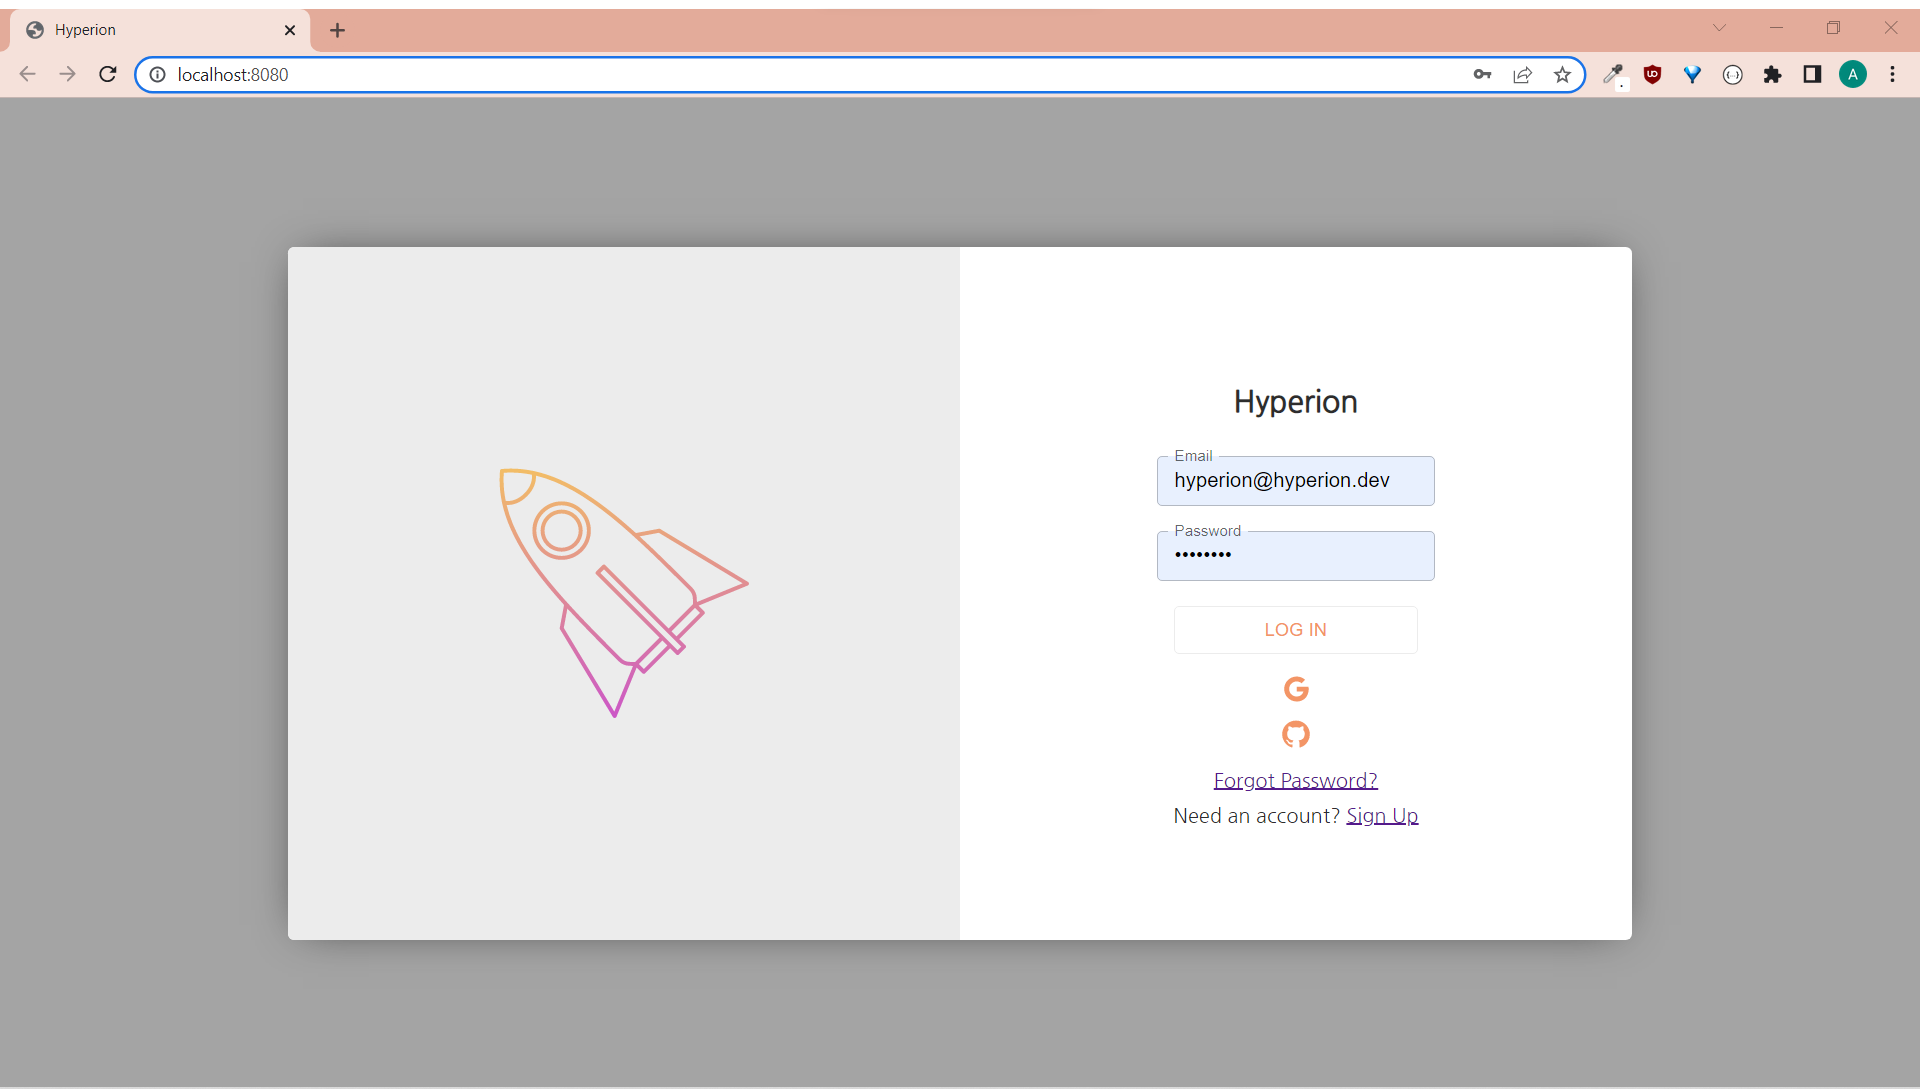 Hyperion
localhost:8080
A
Hyperion
Email
hyperion@hyperion.dev
Password
••••••••
LOG IN
Forgot Password?
Need an account? Sign Up